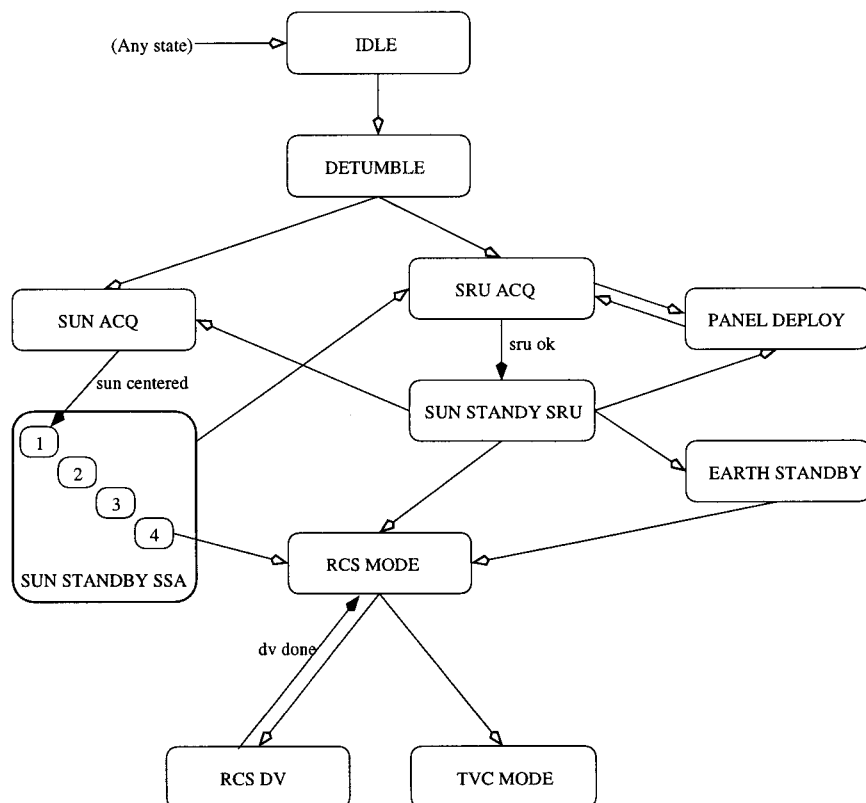 (Any state)
IDLE
DETUMBLE
SUN ACQ
SRU ACQ
PANEL DEPLOY
sru ok
sun centered
SUN STANDY SRU
1
2
3
4
EARTH STANDBY
SUN STANDBY SSA
RCS MODE
dv done
RCS DV
TVC MODE